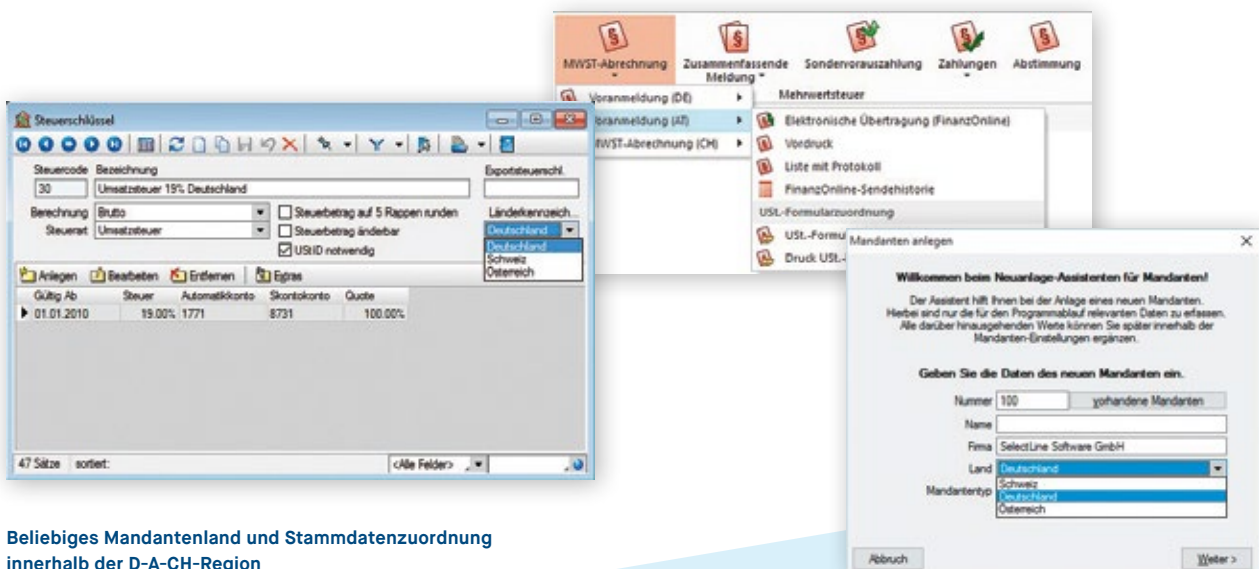 MWST-Abrechnung
Zusammenfassende
Meldung
Sondervorauszahlung
Zahlungen
Abstimmung
Voranmeldung (DE)
Mehrwertsteuer
Voranmeldung (AT)
Elektronische Übertragung (FinanzOnline)
MWST-Abrechnung (CH)
Vordruck
Liste mit Protokoll
FinanzOnline-Sendehistorie
USt.-Formularzuordnung
USt.-Formu
Druck USt.-
Steuerschlüssel
Steuercode Bezeichnung Exportsteuerschl.
30 Umsatzsteuer 19% Deutschland
Berechnung Brutto Steuerbetrag auf 5 Rappen runden Länderkennzeich...
Steuerart Umsatzsteuer Steuerbetrag änderbar Deutschland
UStID notwendig Deutschland
Schweiz
Österreich
Anlegen Bearbeiten Entfernen Extras
Gültig Ab Steuer Automatikkonto Skontokonto Quote
01.01.2010 19.00% 1771 8731 100.00%
47 Sätze sortiert: <Alle Felder>
Mandanten anlegen
Willkommen beim Neuanlage-Assistenten für Mandanten!
Der Assistent hilft Ihnen bei der Anlage eines neuen Mandanten.
Hierbei sind nur die für den Programmablauf relevanten Daten zu erfassen.
Alle darüber hinausgehenden Werte können Sie später innerhalb der
Mandanten-Einstellungen ergänzen.
Geben Sie die Daten des neuen Mandanten ein.
Nummer 100 vorhandene Mandanten
Name
Firma SelectLine Software GmbH
Land Deutschland
Mandantentyp Schweiz
Deutschland
Österreich
Abbruch Weiter >
Beliebiges Mandantenland und Stammdatenzuordnung
innerhalb der D-A-CH-Region